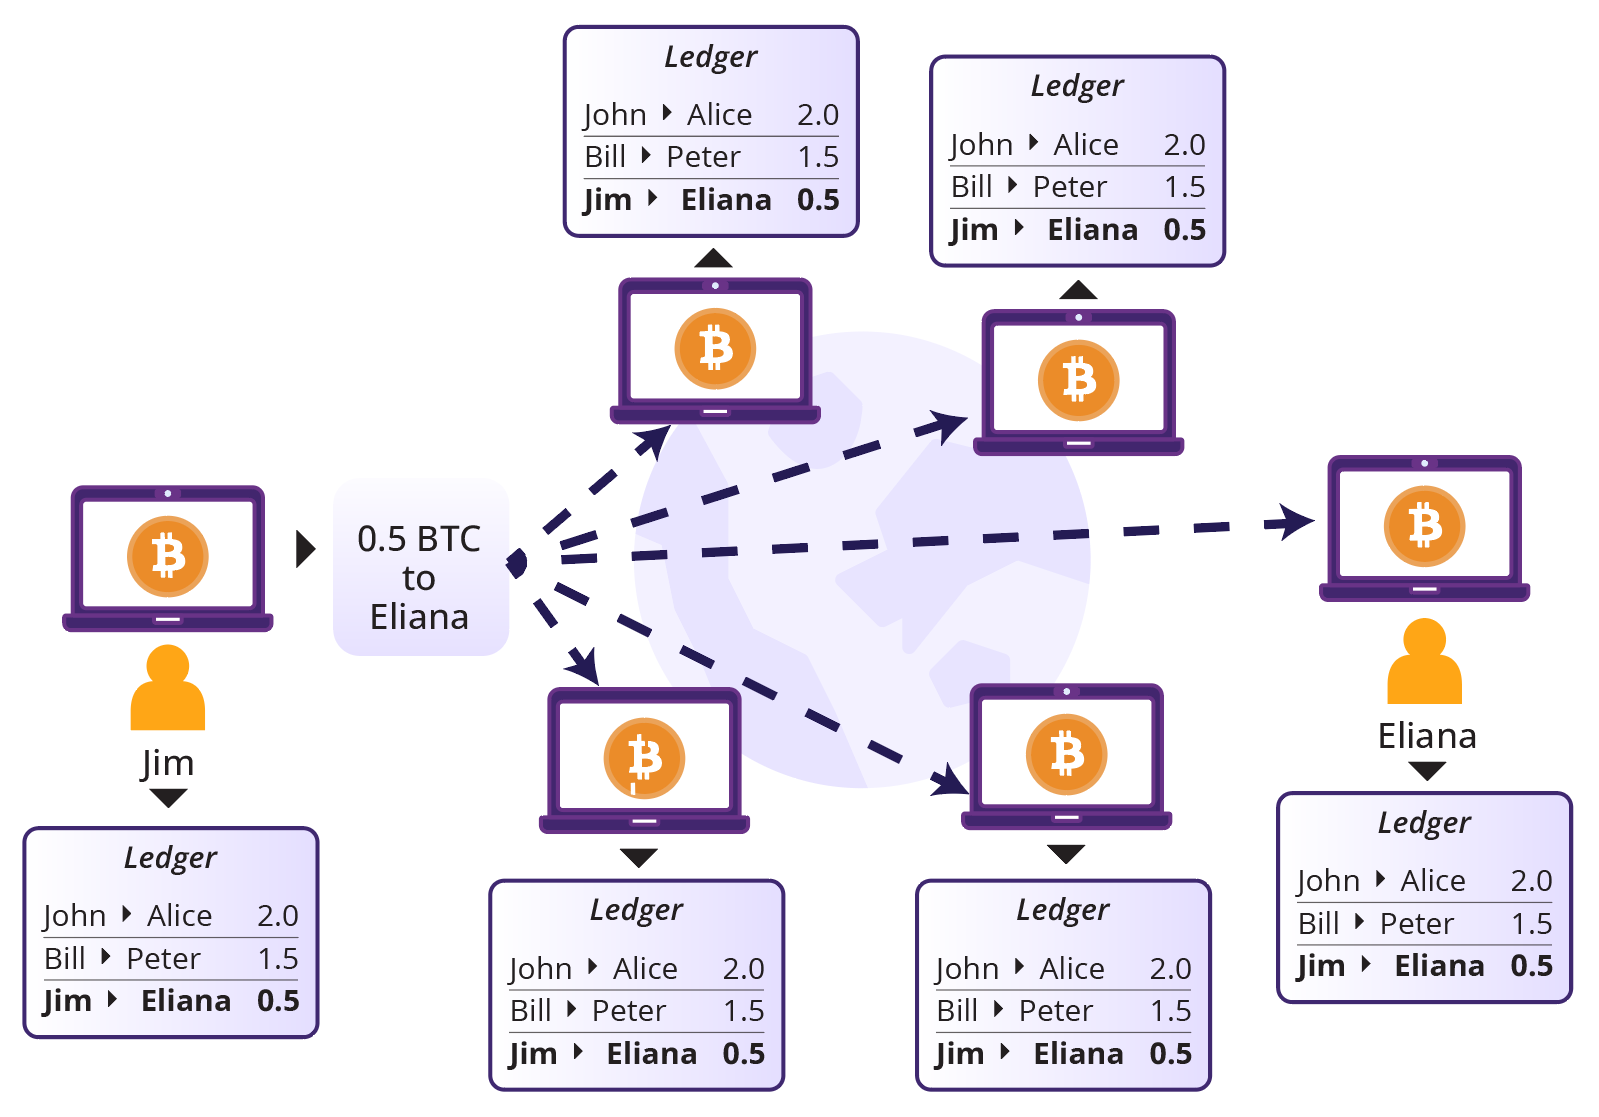 Ledger
John ▸ Alice 2.0
Bill ▸ Peter 1.5
Jim ▸ Eliana 0.5
Ledger
John ▸ Alice 2.0
Bill ▸ Peter 1.5
Jim ▸ Eliana 0.5
0.5 BTC
to
Eliana
Jim
Eliana
Ledger
John ▸ Alice 2.0
Bill ▸ Peter 1.5
Jim ▸ Eliana 0.5
Ledger
John ▸ Alice 2.0
Bill ▸ Peter 1.5
Jim ▸ Eliana 0.5
Ledger
John ▸ Alice 2.0
Bill ▸ Peter 1.5
Jim ▸ Eliana 0.5
Ledger
John ▸ Alice 2.0
Bill ▸ Peter 1.5
Jim ▸ Eliana 0.5